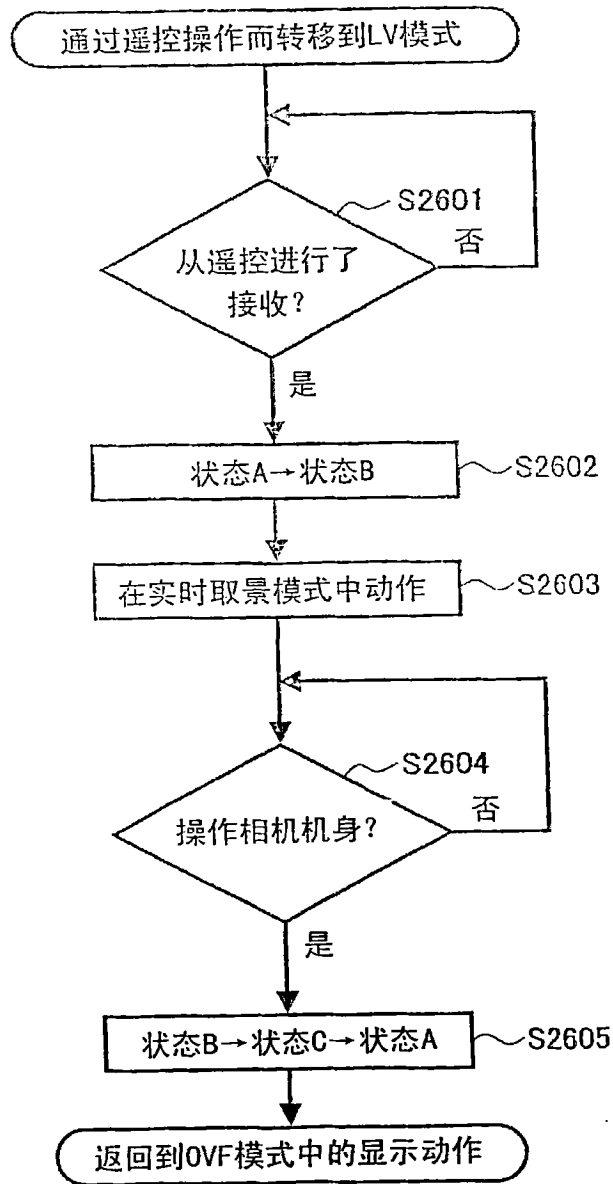 通过遥控操作而转移到LV模式
S2601
否
从遥控进行了
接收？
是
状态A→状态B
S2602
在实时取景模式中动作
S2603
S2604
否
操作相机机身？
是
状态B→状态C→状态A
S2605
返回到OVF模式中的显示动作